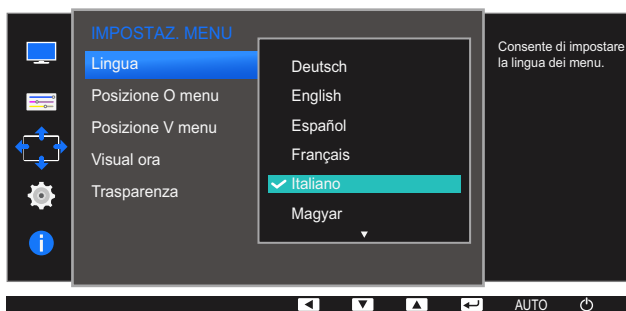 IMPOSTAZ. MENU
Lingua
Posizione O menu
Posizione V menu
Visual ora
Trasparenza
Deutsch
English
Español
Français
Italiano
Magyar
Consente di impostare
la lingua dei menu.
AUTO